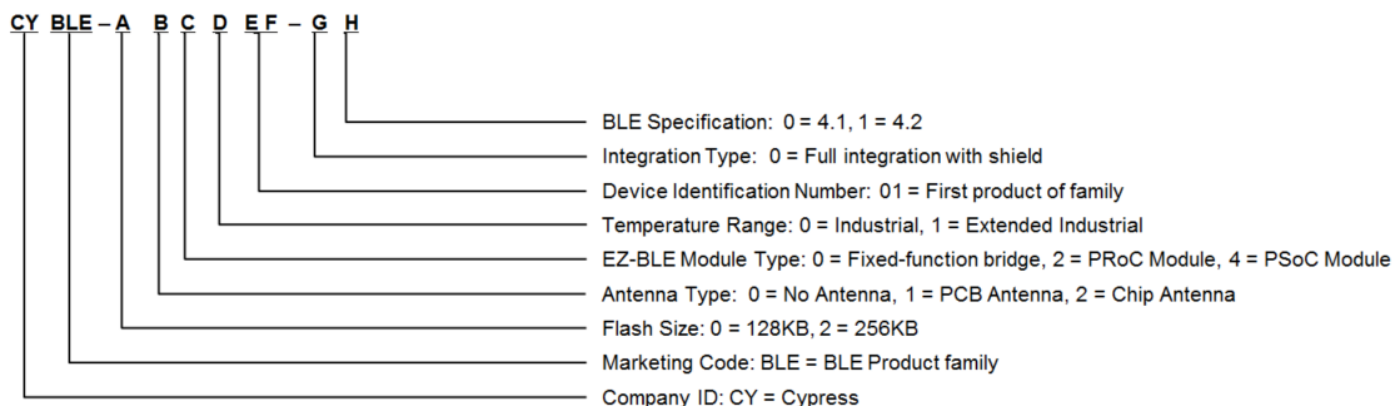 CY BLE – A B C D E F – G H
BLE Specification: 0 = 4.1, 1 = 4.2
Integration Type: 0 = Full integration with shield
Device Identification Number: 01 = First product of family
Temperature Range: 0 = Industrial, 1 = Extended Industrial
EZ-BLE Module Type: 0 = Fixed-function bridge, 2 = PRoC Module, 4 = PSoC Module
Antenna Type: 0 = No Antenna, 1 = PCB Antenna, 2 = Chip Antenna
Flash Size: 0 = 128KB, 2 = 256KB
Marketing Code: BLE = BLE Product family
Company ID: CY = Cypress